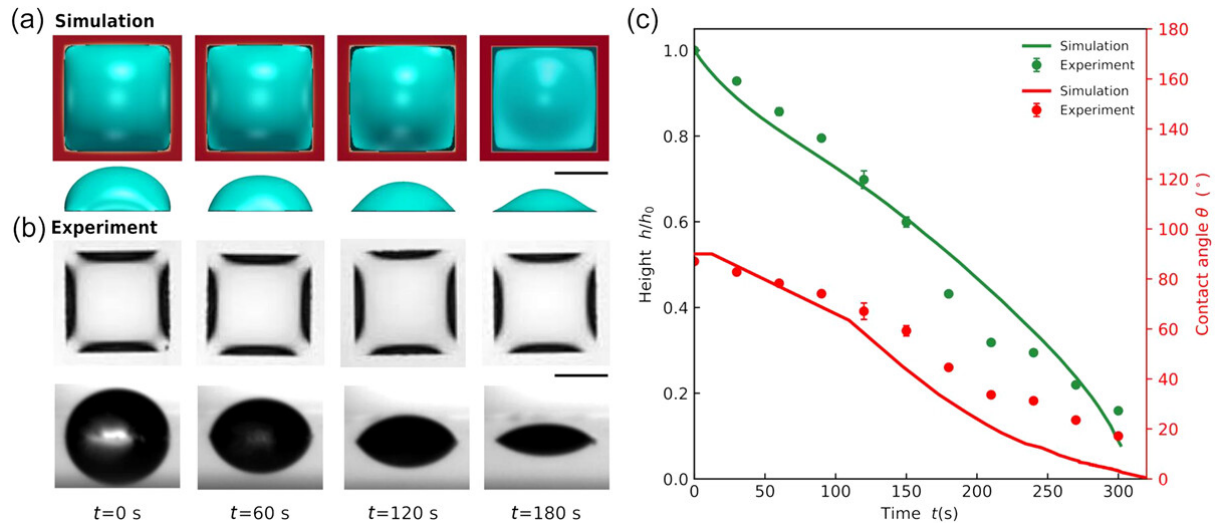 (a) Simulation
(b) Experiment
t=0 s t=60 s t=120 s t=180 s
(c)
Simulation
Experiment
Simulation
Experiment
Height h/h₀
1.0
0.8
0.6
0.4
0.2
0.0
0 50 100 150 200 250 300
Time t(s)
180
160
140
120
100
80
60
40
20
0
Contact angle θ (°)